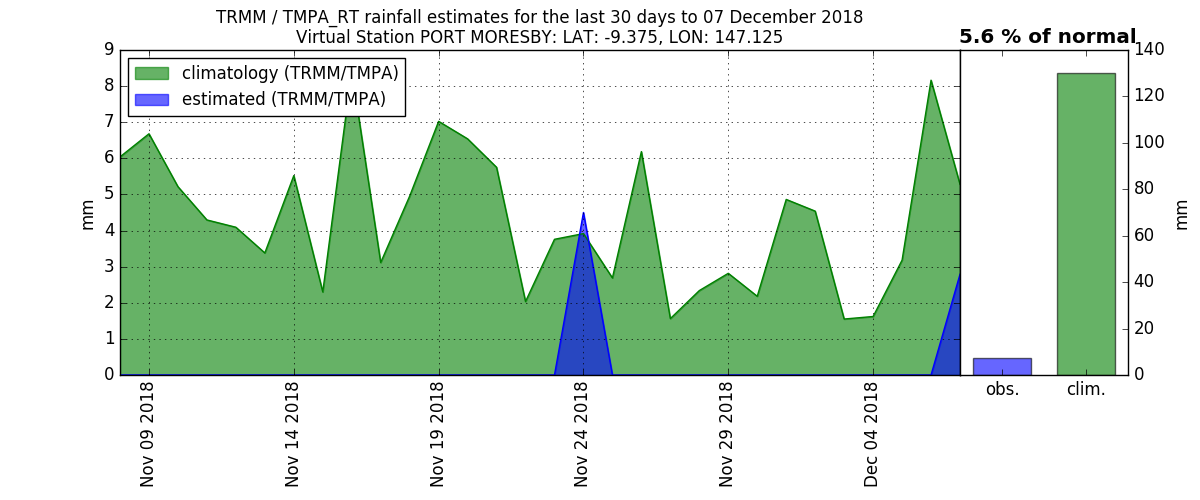 TRMM / TMPA_RT rainfall estimates for the last 30 days to 07 December 2018
Virtual Station PORT MORESBY: LAT: -9.375, LON: 147.125
5.6 % of normal
climatology (TRMM/TMPA)
estimated (TRMM/TMPA)
mm
9
8
7
6
5
4
3
2
1
0
Nov 09 2018
Nov 14 2018
Nov 19 2018
Nov 24 2018
Nov 29 2018
Dec 04 2018
140
120
100
80
60
40
20
0
mm
obs.
clim.